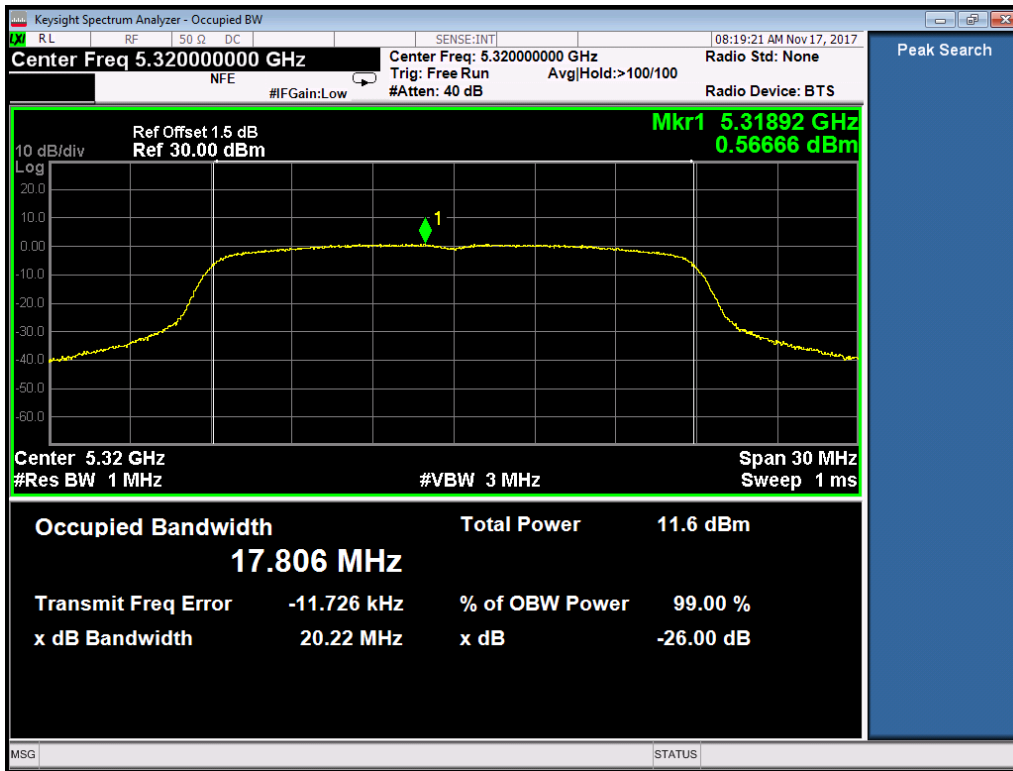 Keysight Spectrum Analyzer - Occupied BW
LXI RL RF 50 Ω DC SENSE:INT 08:19:21 AM Nov 17, 2017
Center Freq 5.320000000 GHz Center Freq: 5.320000000 GHz Radio Std: None
NFE Trig: Free Run Avg|Hold:>100/100
#IFGain:Low #Atten: 40 dB Radio Device: BTS
Peak Search
Ref Offset 1.5 dB Mkr1 5.31892 GHz
10 dB/div Ref 30.00 dBm 0.56666 dBm
Log
20.0
10.0
1
0.00
-10.0
-20.0
-30.0
-40.0
-50.0
-60.0
Center 5.32 GHz Span 30 MHz
#Res BW 1 MHz #VBW 3 MHz Sweep 1 ms
Occupied Bandwidth Total Power 11.6 dBm
17.806 MHz
Transmit Freq Error -11.726 kHz % of OBW Power 99.00 %
x dB Bandwidth 20.22 MHz x dB -26.00 dB
MSG STATUS